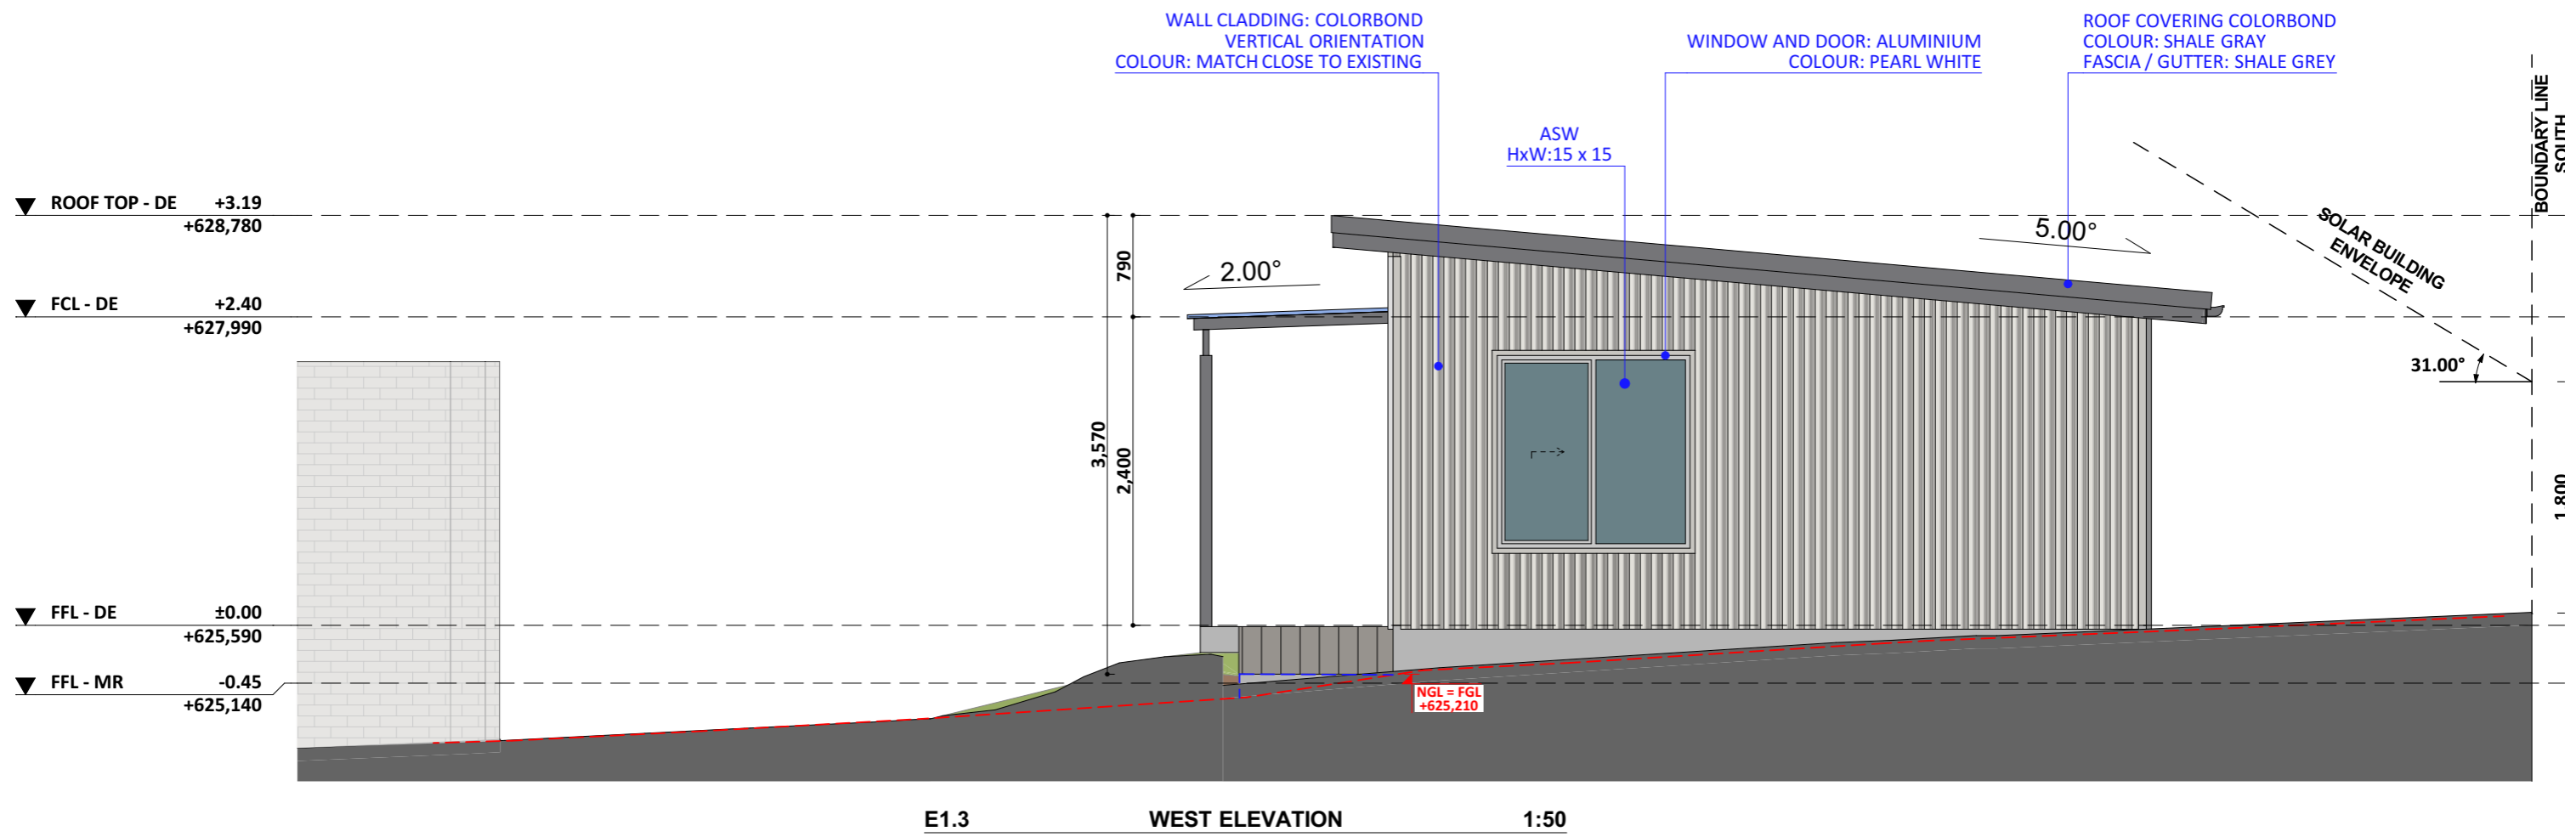 WALL CLADDING: COLORBOND
VERTICAL ORIENTATION
COLOUR: MATCH CLOSE TO EXISTING
WINDOW AND DOOR: ALUMINIUM
COLOUR: PEARL WHITE
ROOF COVERING COLORBOND
COLOUR: SHALE GRAY
FASCIA / GUTTER: SHALE GREY
ASW
HxW:15 x 15
BOUNDARY LINE
SOUTH
ROOF TOP - DE +3.19
+628,780
5.00°
SOLAR BUILDING
ENVELOPE
790
2.00°
FCL - DE +2.40
+627,990
31.00°
3,570
2,400
1,800
FFL - DE ±0.00
+625,590
FFL - MR -0.45
+625,140
NGL = FGL
+625,210
E1.3 WEST ELEVATION 1:50